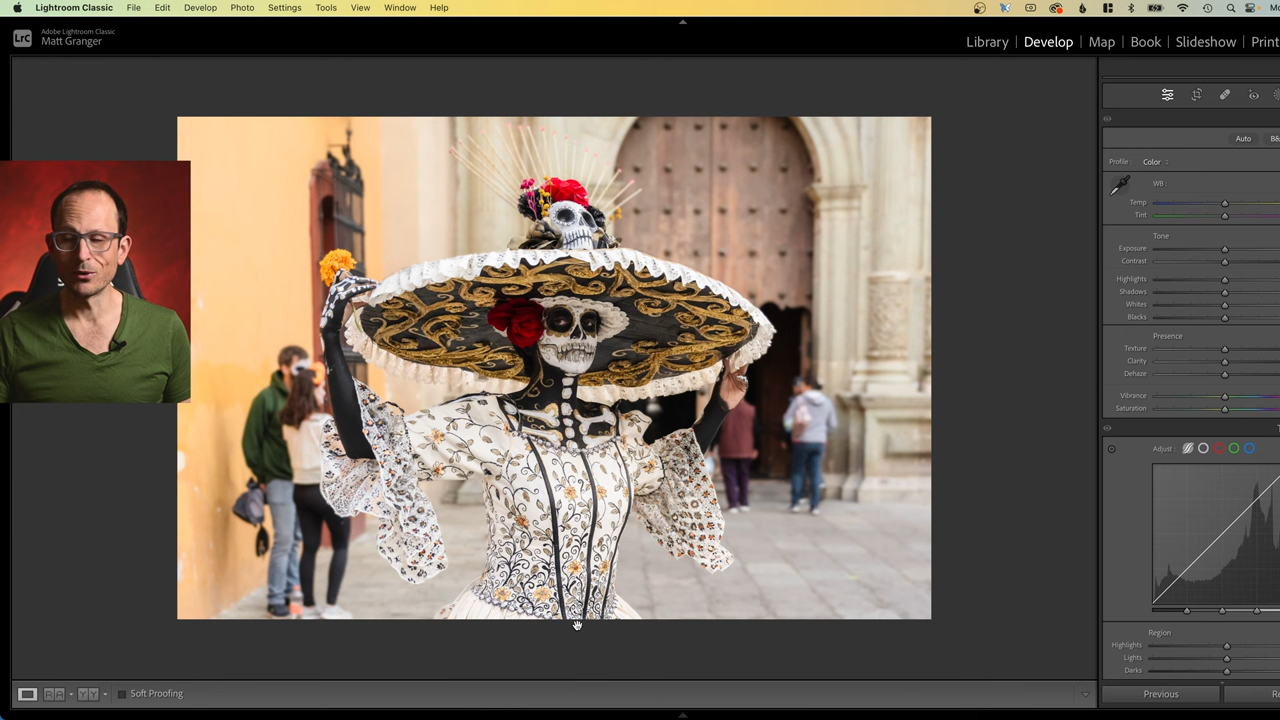 Lightroom Classic File Edit Develop Photo Settings Tools View Window Help
LrC Adobe Lightroom Classic
Matt Granger
Library | Develop | Map | Book | Slideshow | Print
Auto
Profile : Color
WB :
Temp
Tint
Tone
Exposure
Contrast
Highlights
Shadows
Whites
Blacks
Presence
Texture
Clarity
Dehaze
Vibrance
Saturation
Adjust :
Region
Highlights
Lights
Darks
RA YY Soft Proofing
Previous